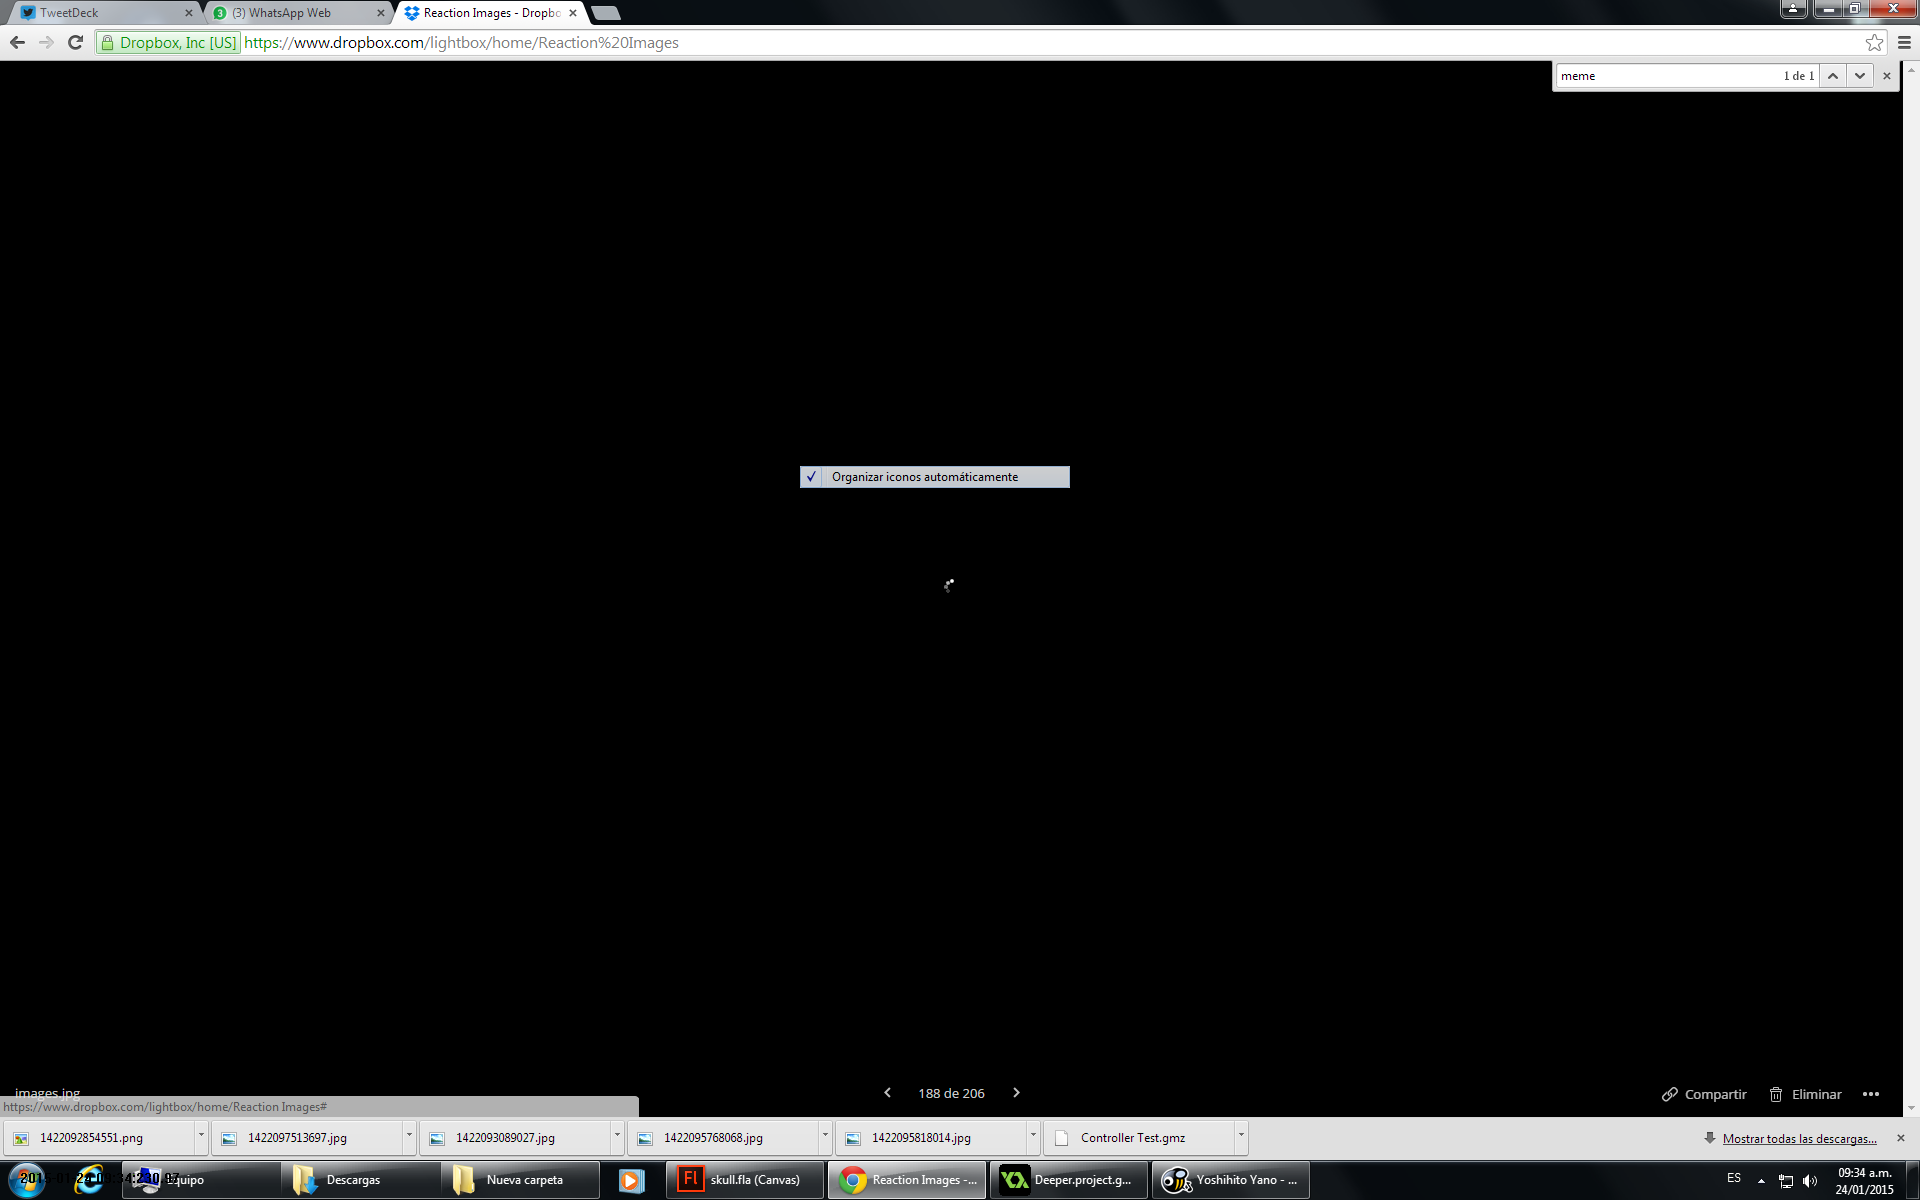 TweetDeck
(3) WhatsApp Web
Reaction Images - Dropbo
Dropbox, Inc [US] https://www.dropbox.com/lightbox/home/Reaction%20Images
meme 1 de 1
Organizar iconos automáticamente
images.jpg
188 de 206
Compartir
Eliminar
https://www.dropbox.com/lightbox/home/Reaction Images#
1422092854551.png
1422097513697.jpg
1422093089027.jpg
1422095768068.jpg
1422095818014.jpg
Controller Test.gmz
Mostrar todas las descargas...
Equipo
Descargas
Nueva carpeta
Fl
skull.fla (Canvas)
Reaction Images -...
Deeper.project.g...
Yoshihito Yano - ...
ES
09:34 a.m.
24/01/2015